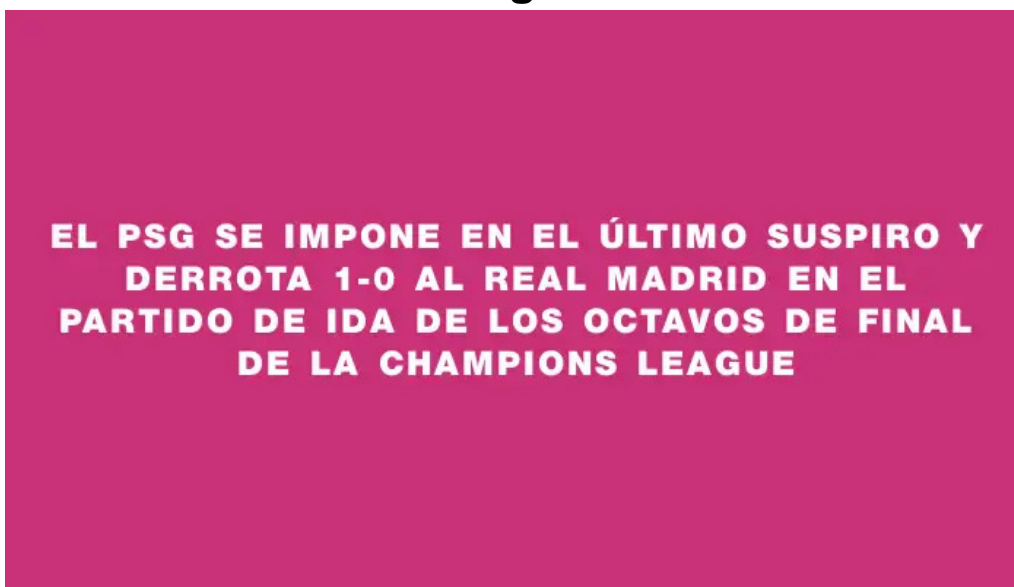 EL PSG SE IMPONE EN EL ÚLTIMO SUSPIRO Y
DERROTA 1-0 AL REAL MADRID EN EL
PARTIDO DE IDA DE LOS OCTAVOS DE FINAL
DE LA CHAMPIONS LEAGUE